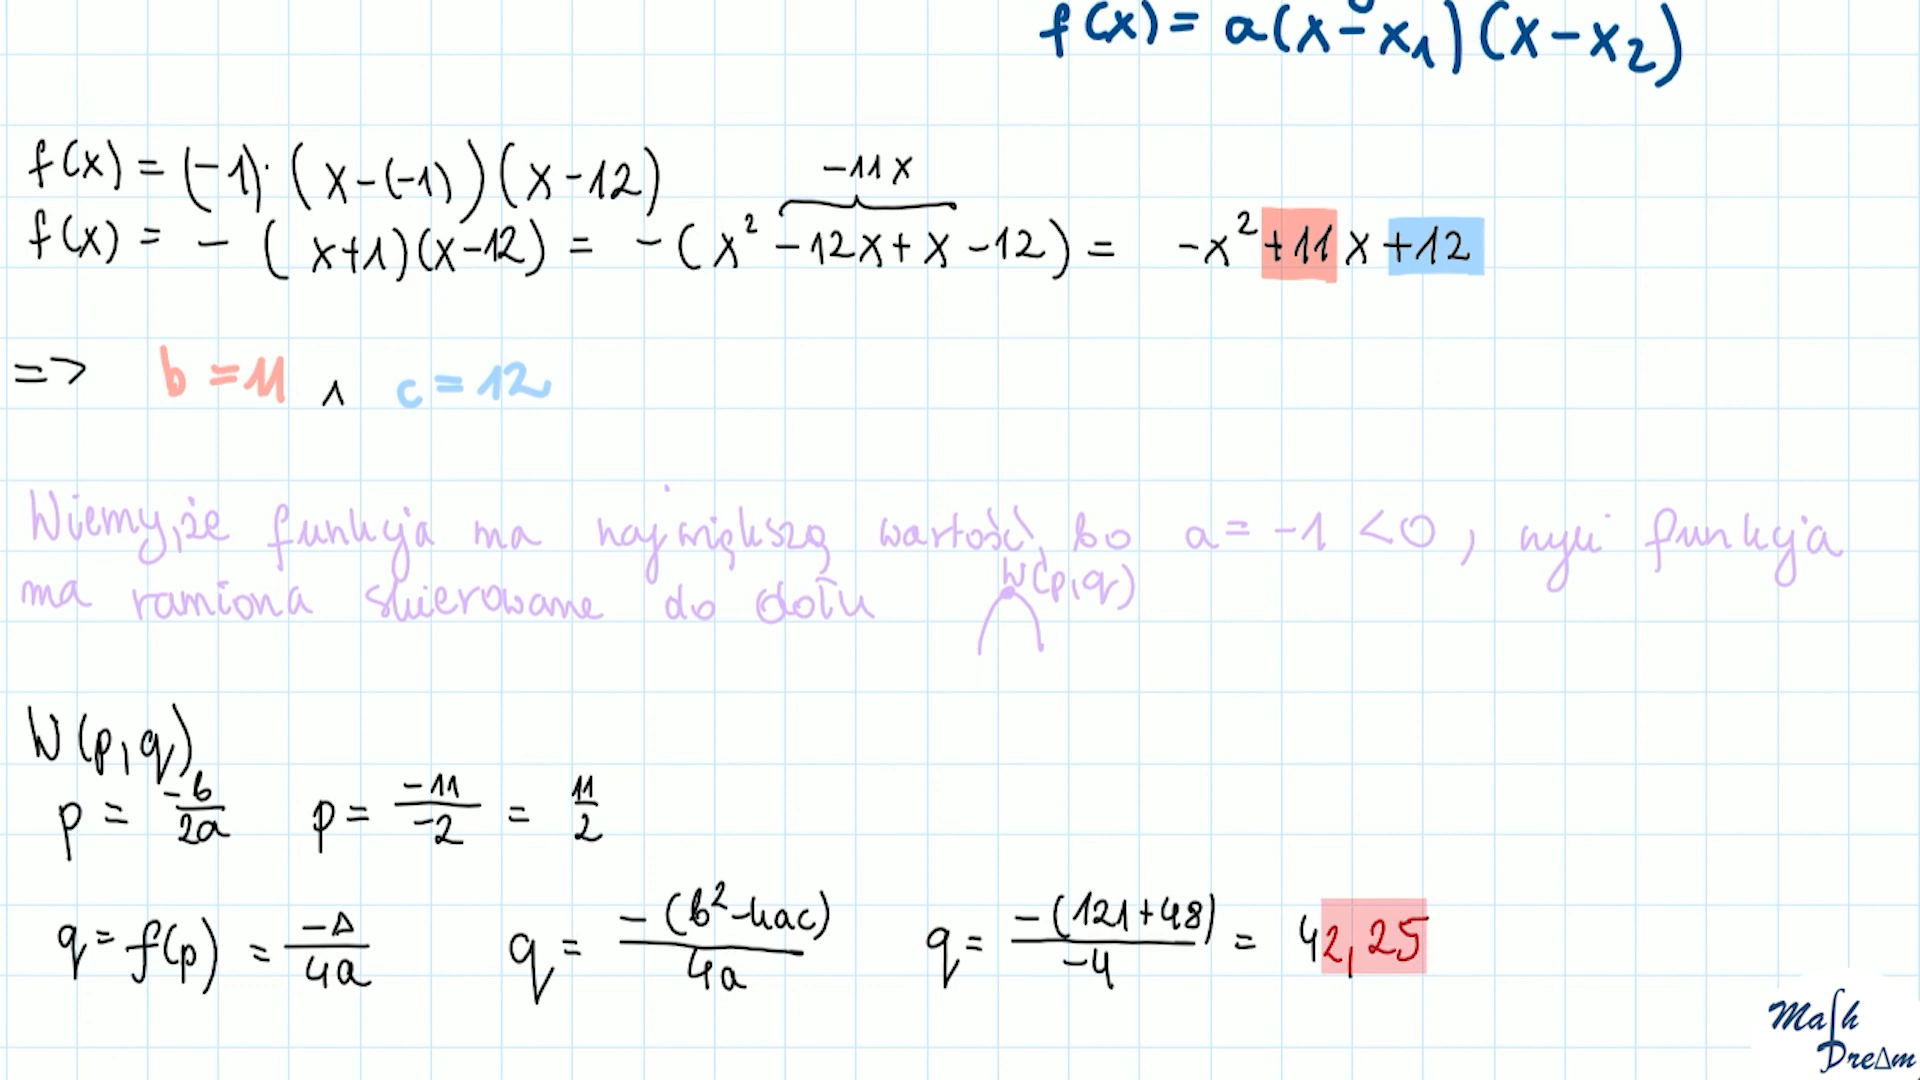 f(x) = a(x-x₁)(x-x₂)
f(x) = (-1)·(x-(-1))(x-12)
-11x
f(x) = -(x+1)(x-12) = -(x² -12x+x -12) = -x² +11x +12
=> b=11 ∧ c=12
Wiemy, że funkcja ma największą wartość, bo a=-1 <0, czyli funkcja
ma ramiona skierowane do dołu W(p,q)
W(p,q)
p = -b/2a p = -11/-2 = 11/2
q = f(p) = -Δ/4a q = -(b²-4ac)/4a q = -(121+48)/-4 = 42,25
Math
Dre∆m